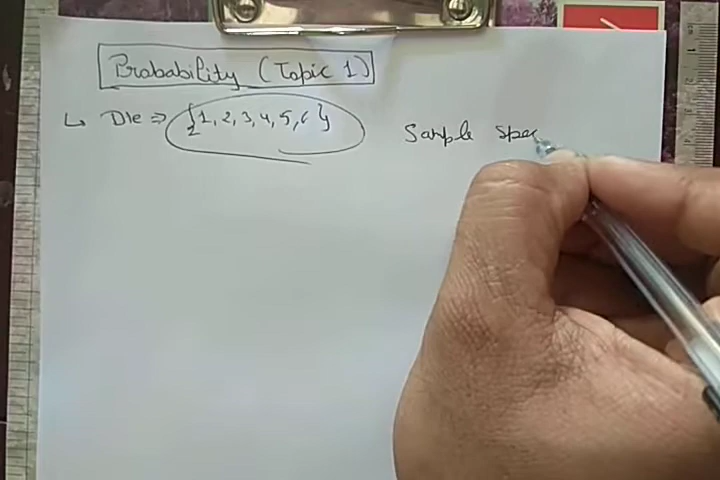 Probability (Topic 1)
↳ Die ⇒ {1, 2, 3, 4, 5, 6} Sample spac